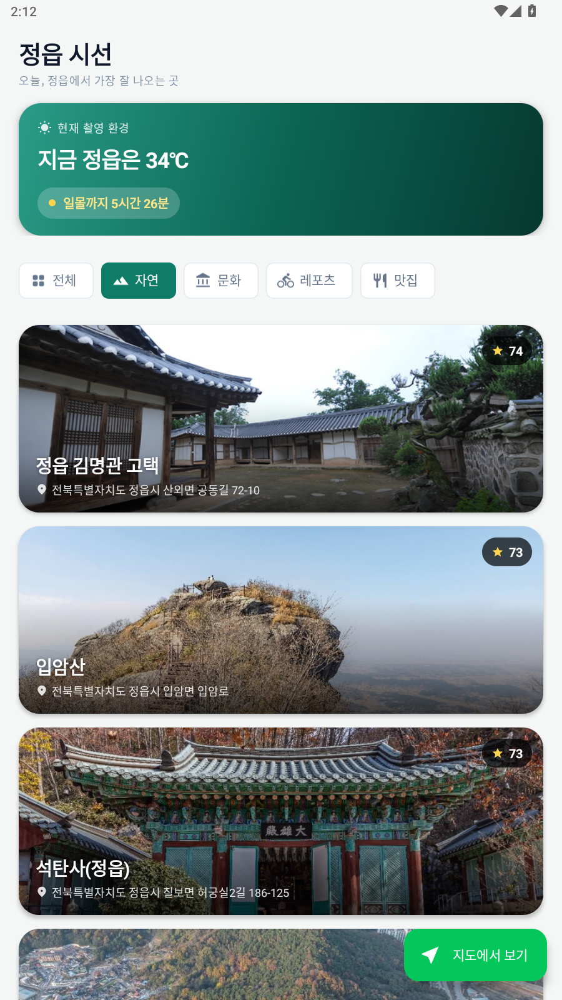 2:12
정읍 시선
오늘, 정읍에서 가장 잘 나오는 곳
현재 촬영 환경
지금 정읍은 34℃
일몰까지 5시간 26분
전체
자연
문화
레포츠
맛집
74
정읍 김명관 고택
전북특별자치도 정읍시 산외면 공동길 72-10
73
입암산
전북특별자치도 정읍시 입암면 입암로
73
殿雄大
석탄사(정읍)
전북특별자치도 정읍시 칠보면 허궁실2길 186-125
지도에서 보기